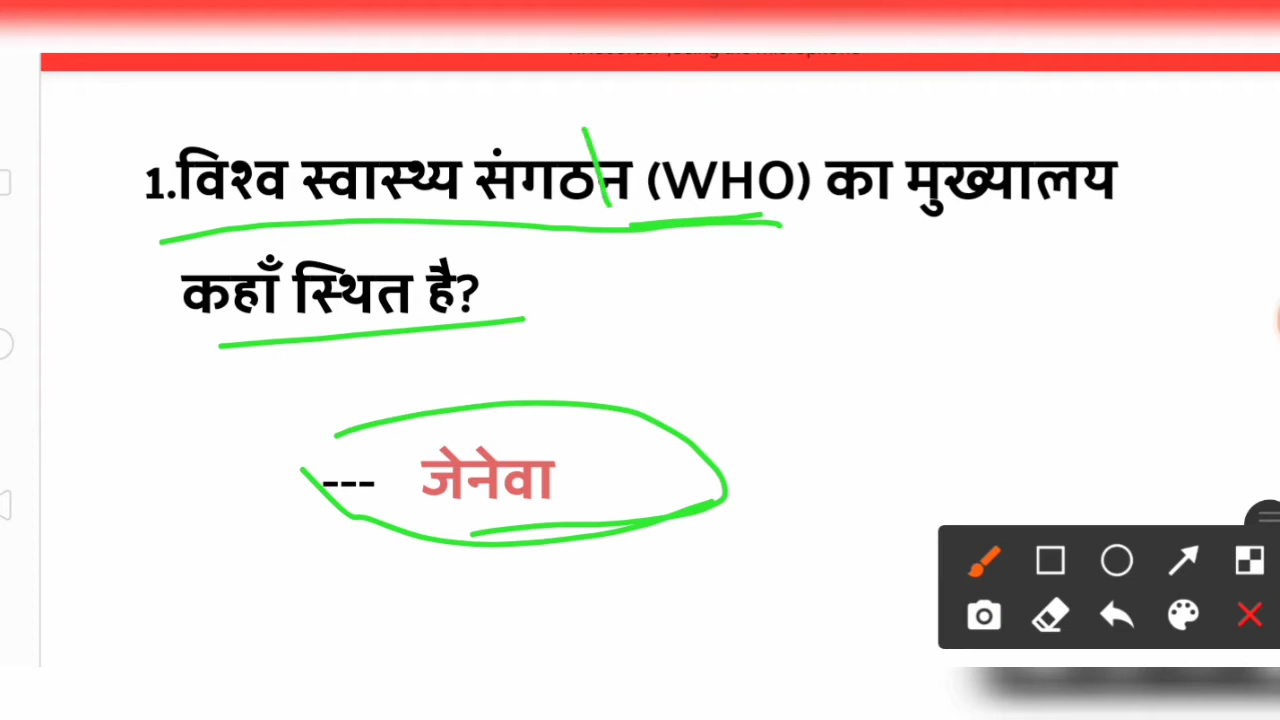 1.विश्व स्वास्थ्य संगठन (WHO) का मुख्यालय
कहाँ स्थित है?
--- जेनेवा